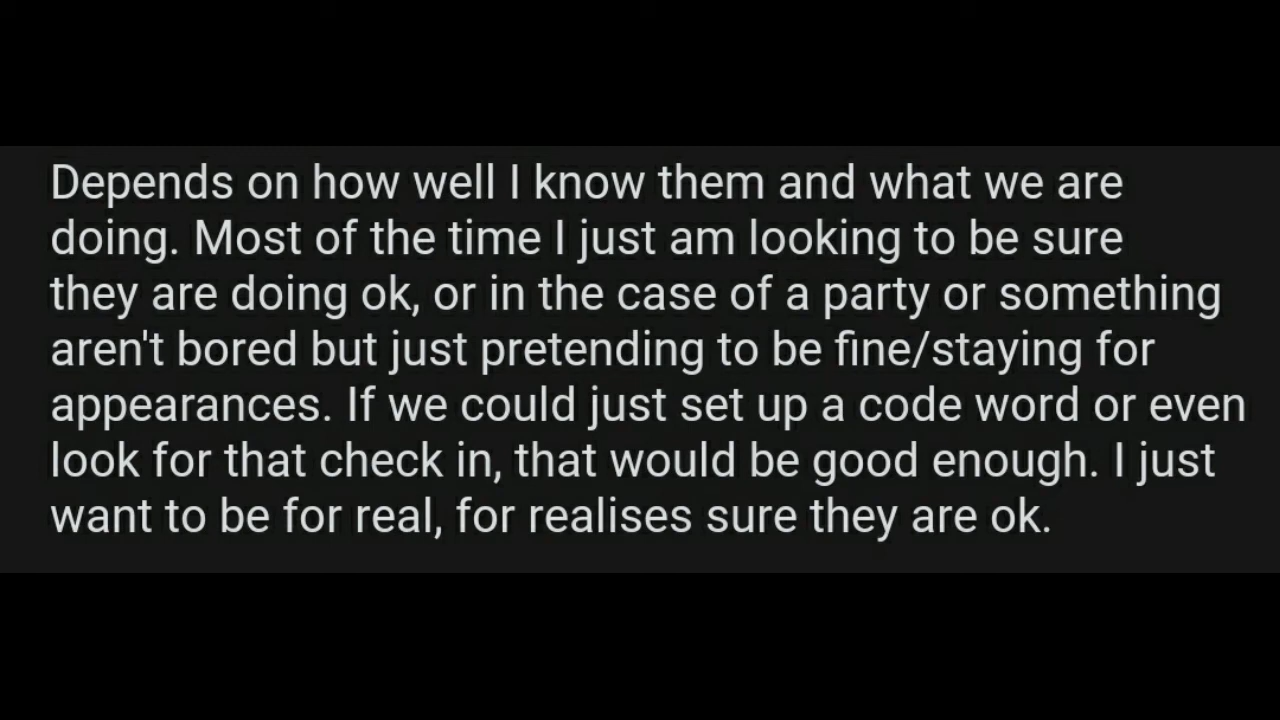 Depends on how well I know them and what we are
doing. Most of the time I just am looking to be sure
they are doing ok, or in the case of a party or something
aren't bored but just pretending to be fine/staying for
appearances. If we could just set up a code word or even
look for that check in, that would be good enough. I just
want to be for real, for realises sure they are ok.